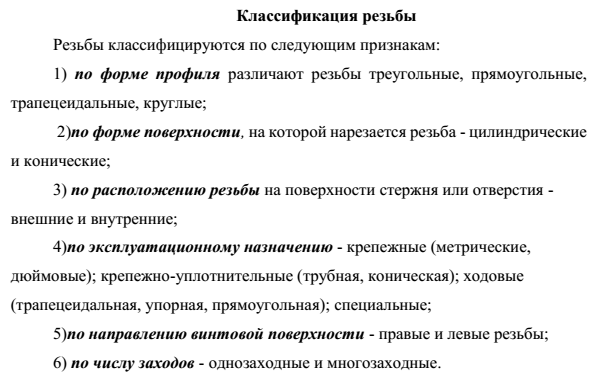 Классификация резьбы
Резьбы классифицируются по следующим признакам:
1) по форме профиля различают резьбы треугольные, прямоугольные,
трапецеидальные, круглые;
2)по форме поверхности, на которой нарезается резьба - цилиндрические
и конические;
3) по расположению резьбы на поверхности стержня или отверстия -
внешние и внутренние;
4)по эксплуатационному назначению - крепежные (метрические,
дюймовые); крепежно-уплотнительные (трубная, коническая); ходовые
(трапецеидальная, упорная, прямоугольная); специальные;
5)по направлению винтовой поверхности - правые и левые резьбы;
6) по числу заходов - однозаходные и многозаходные.